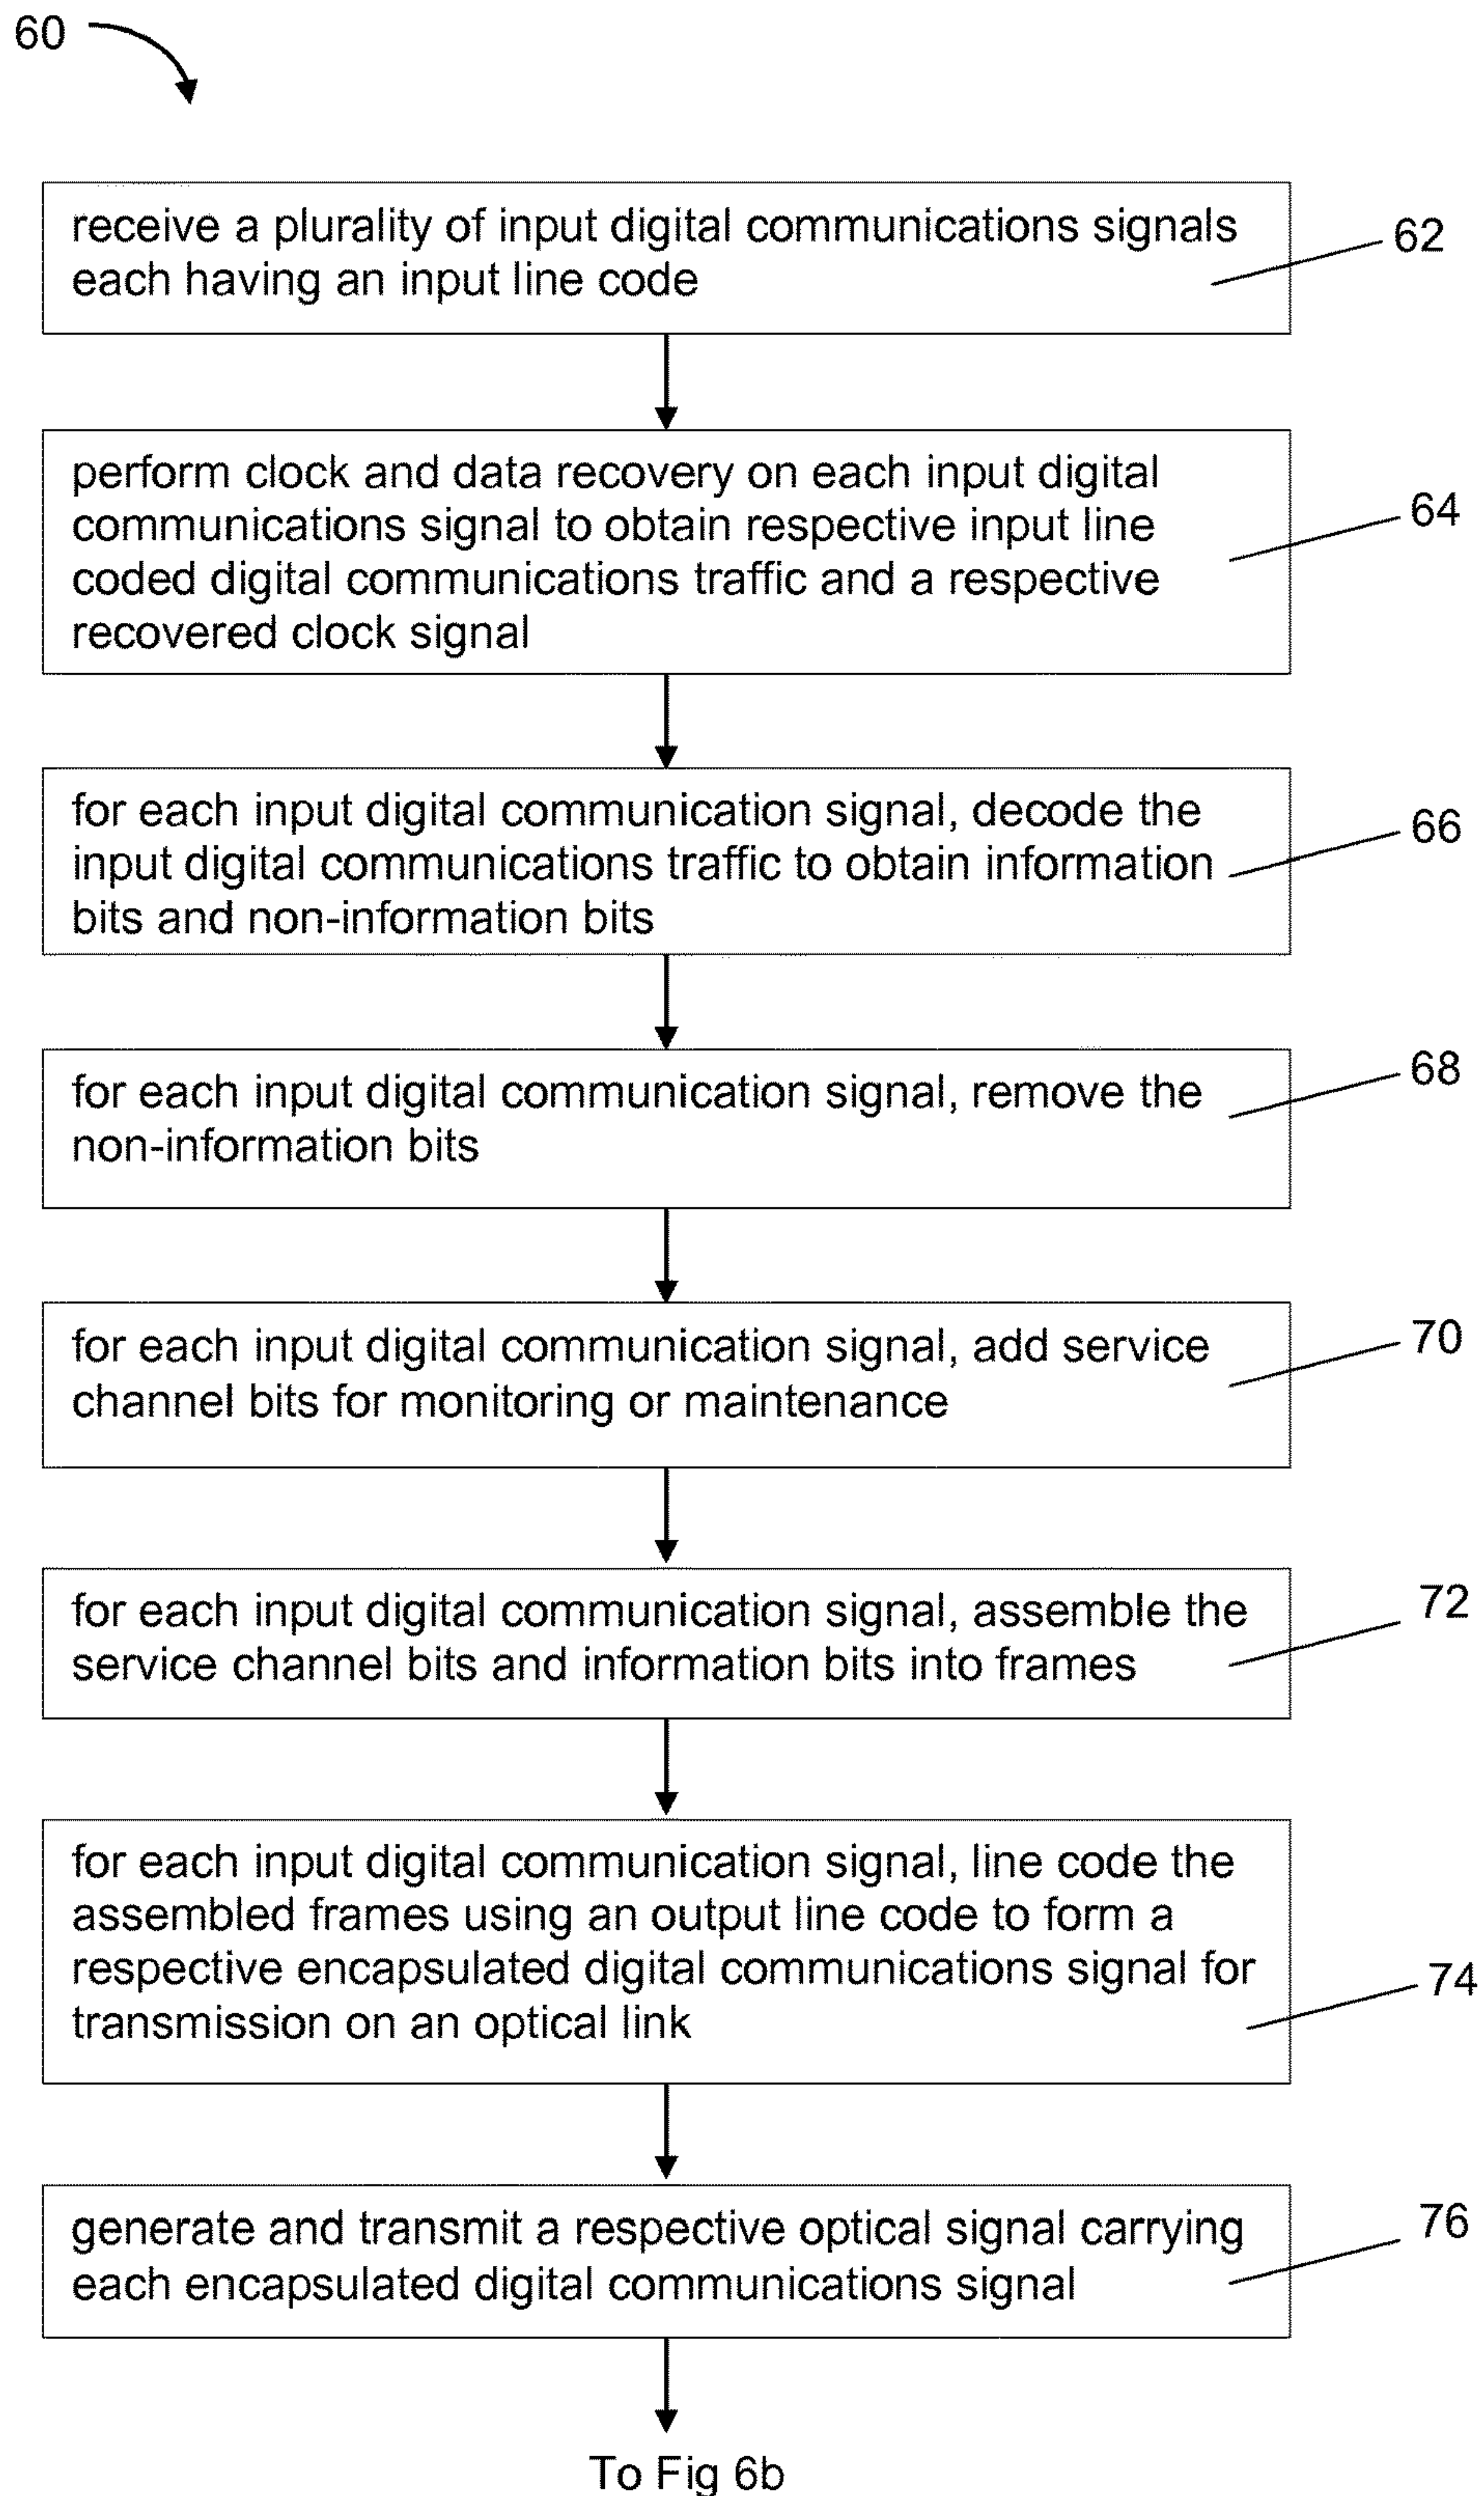 60
receive a plurality of input digital communications signals
each having an input line code
62
perform clock and data recovery on each input digital
communications signal to obtain respective input line
coded digital communications traffic and a respective
recovered clock signal
64
for each input digital communication signal, decode the
input digital communications traffic to obtain information
bits and non-information bits
66
for each input digital communication signal, remove the
non-information bits
68
for each input digital communication signal, add service
channel bits for monitoring or maintenance
70
for each input digital communication signal, assemble the
service channel bits and information bits into frames
72
for each input digital communication signal, line code the
assembled frames using an output line code to form a
respective encapsulated digital communications signal for
transmission on an optical link
74
generate and transmit a respective optical signal carrying
each encapsulated digital communications signal
76
To Fig 6b